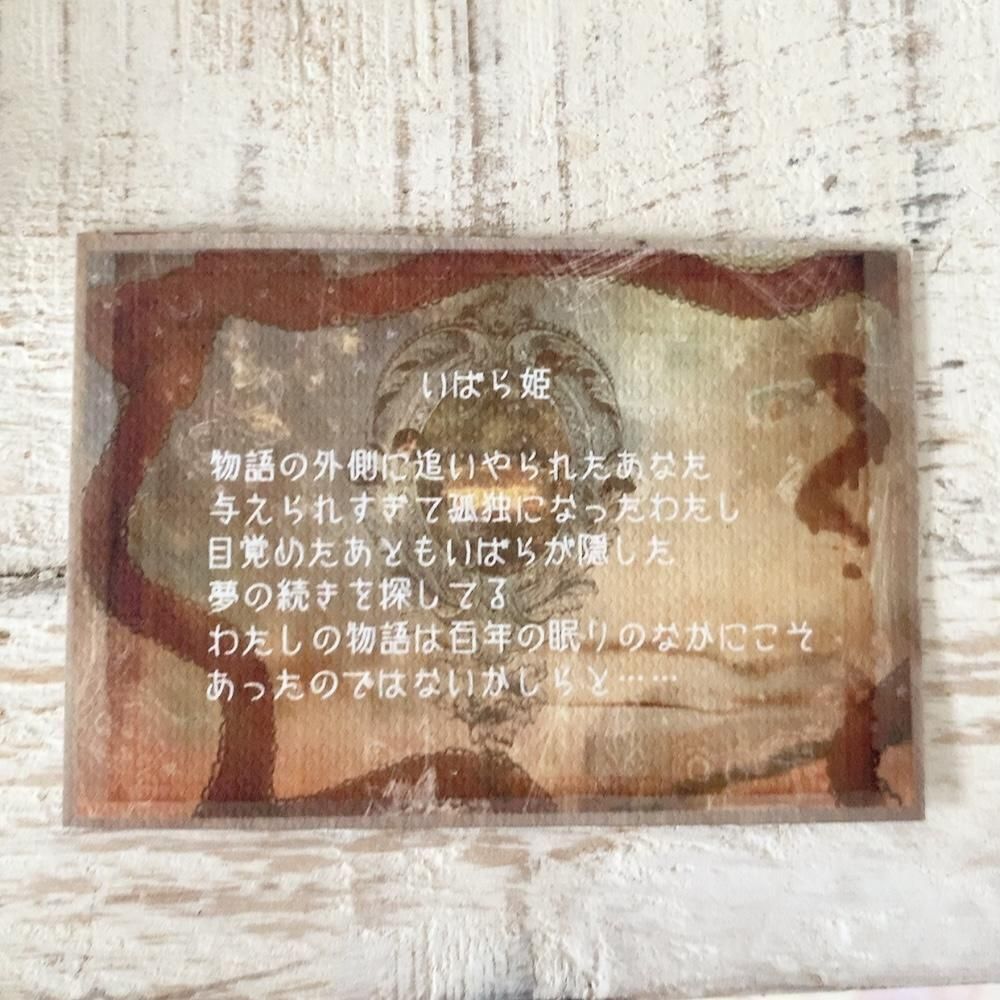 いばら姫
物語の外側に追いやられたあなた
与えられすぎて孤独になったわたし
目覚めたあともいばらが隠した
夢の続きを探してる
わたしの物語は百年の眠りのなかにこそ
あったのではないかしらと……